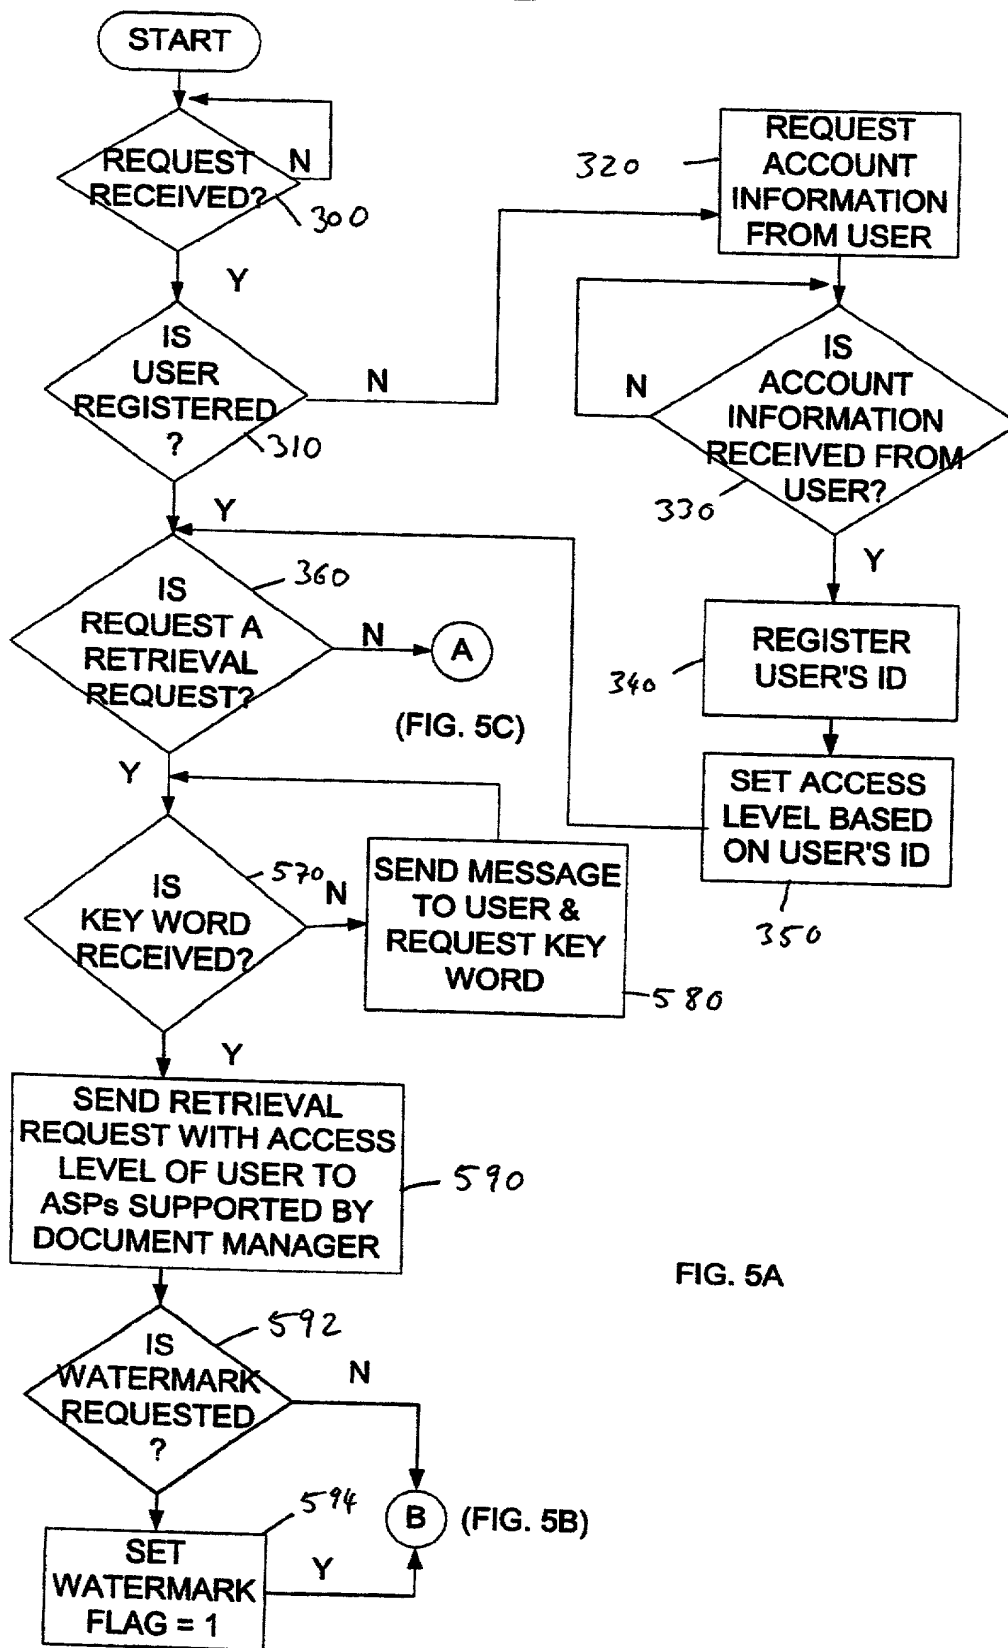 START
REQUEST
RECEIVED?
N
300
Y
IS
USER
REGISTERED
?
N
310
Y
REQUEST
ACCOUNT
INFORMATION
FROM USER
320
IS
ACCOUNT
INFORMATION
RECEIVED FROM
USER?
N
330
Y
REGISTER
USER'S ID
340
SET ACCESS
LEVEL BASED
ON USER'S ID
350
IS
REQUEST A
RETRIEVAL
REQUEST?
360
N
A
(FIG. 5C)
Y
IS
KEY WORD
RECEIVED?
570
N
SEND MESSAGE
TO USER &
REQUEST KEY
WORD
580
Y
SEND RETRIEVAL
REQUEST WITH ACCESS
LEVEL OF USER TO
ASPs SUPPORTED BY
DOCUMENT MANAGER
590
IS
WATERMARK
REQUESTED
?
592
N
B
(FIG. 5B)
SET
WATERMARK
FLAG = 1
594
Y
FIG. 5A